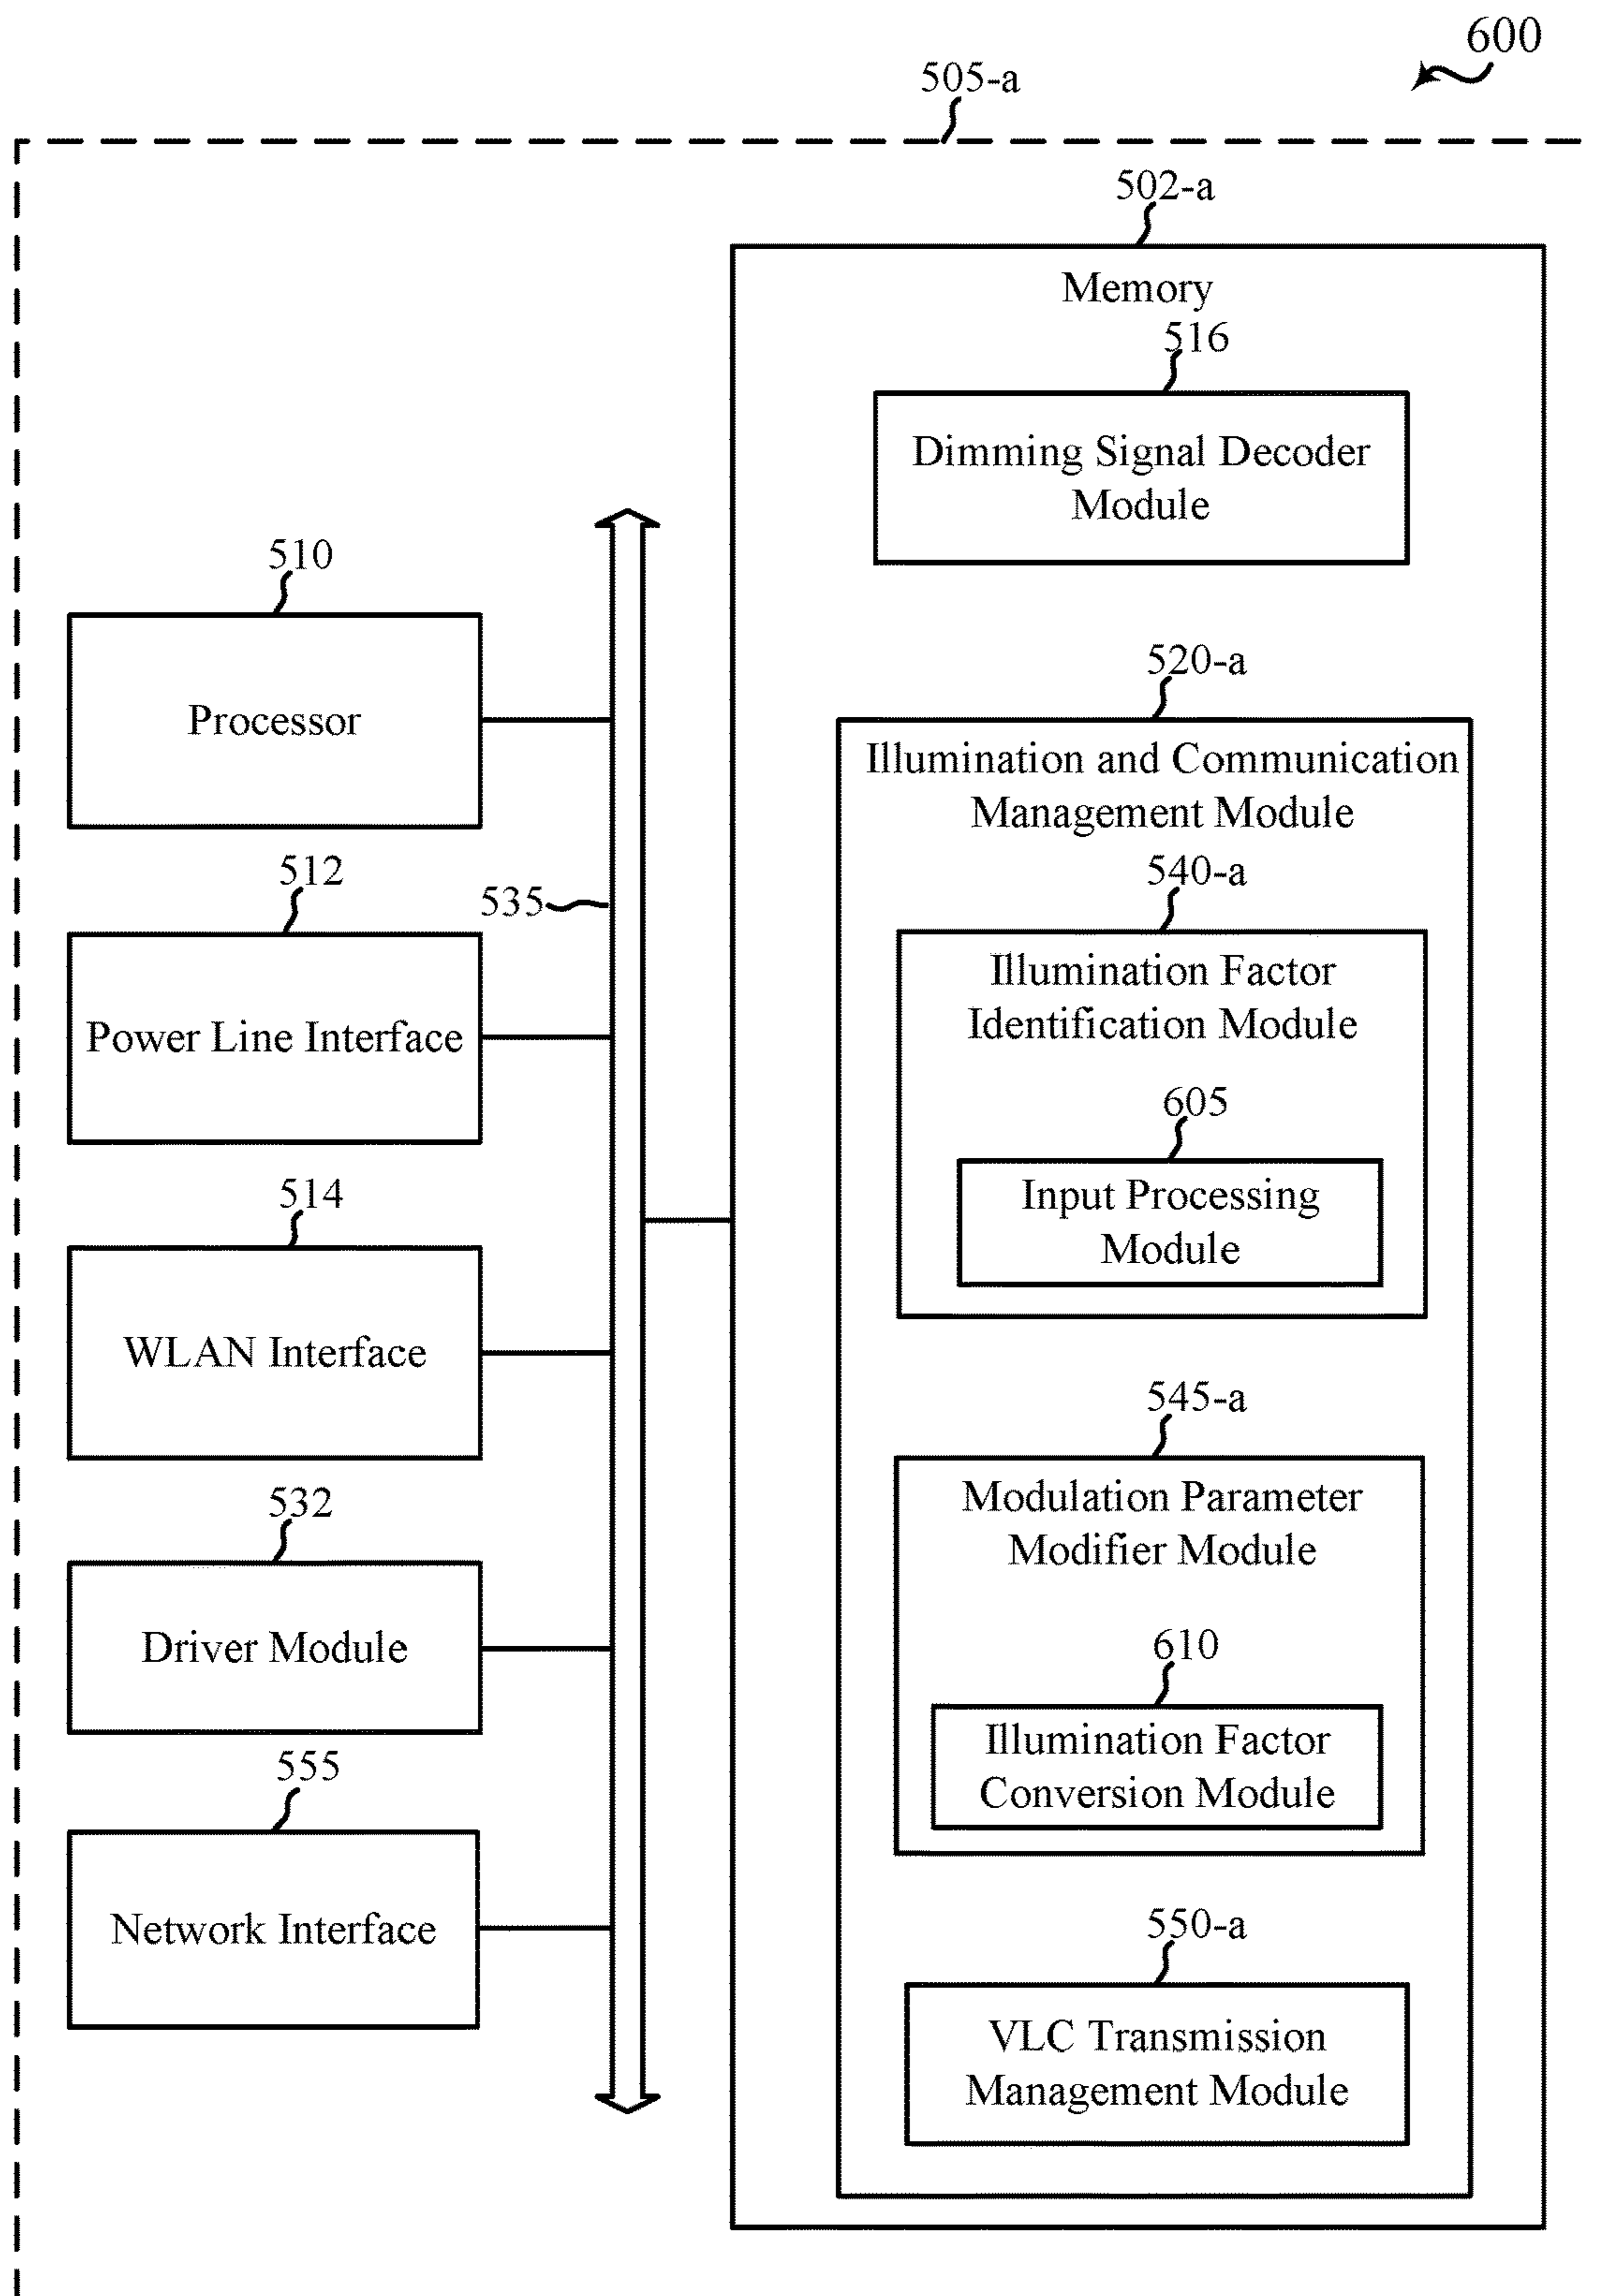 600
505-a
502-a
Memory
516
Dimming Signal Decoder
Module
510
Processor
512
Power Line Interface
535
514
WLAN Interface
532
Driver Module
555
Network Interface
520-a
Illumination and Communication
Management Module
540-a
Illumination Factor
Identification Module
605
Input Processing
Module
545-a
Modulation Parameter
Modifier Module
610
Illumination Factor
Conversion Module
550-a
VLC Transmission
Management Module